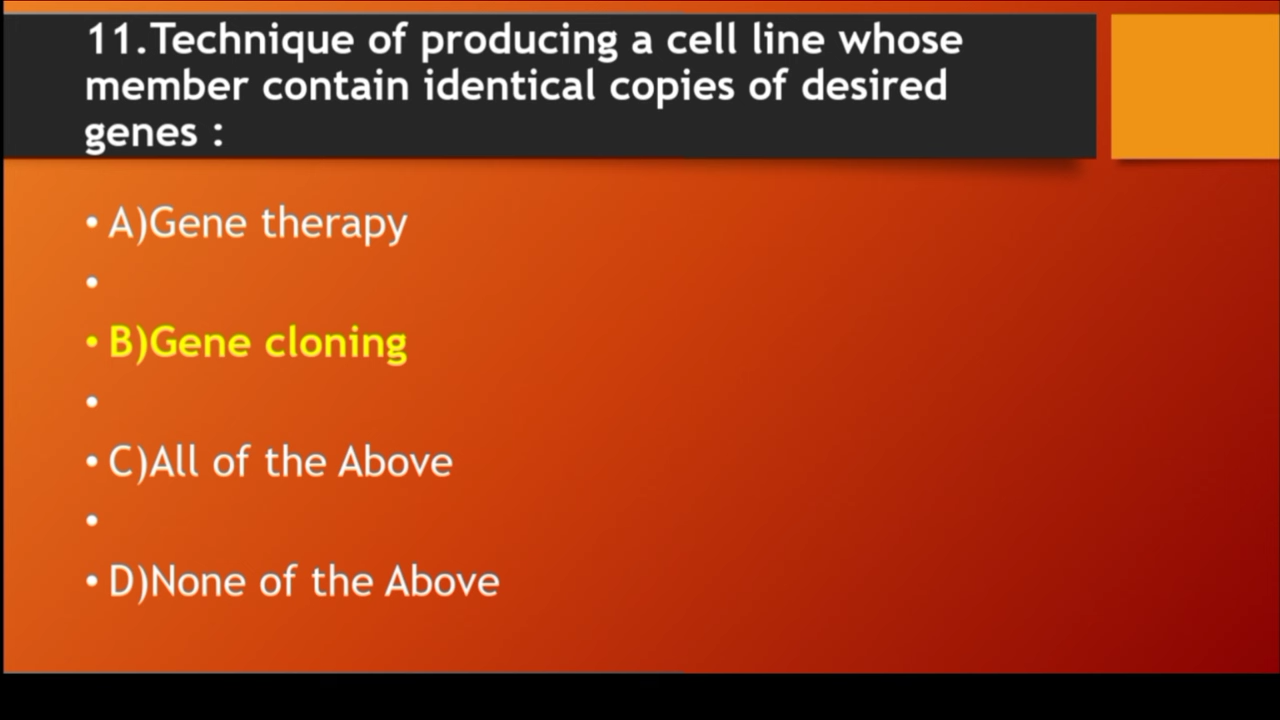 11.Technique of producing a cell line whose
member contain identical copies of desired
genes :
• A)Gene therapy
•
• B)Gene cloning
•
• C)All of the Above
•
• D)None of the Above